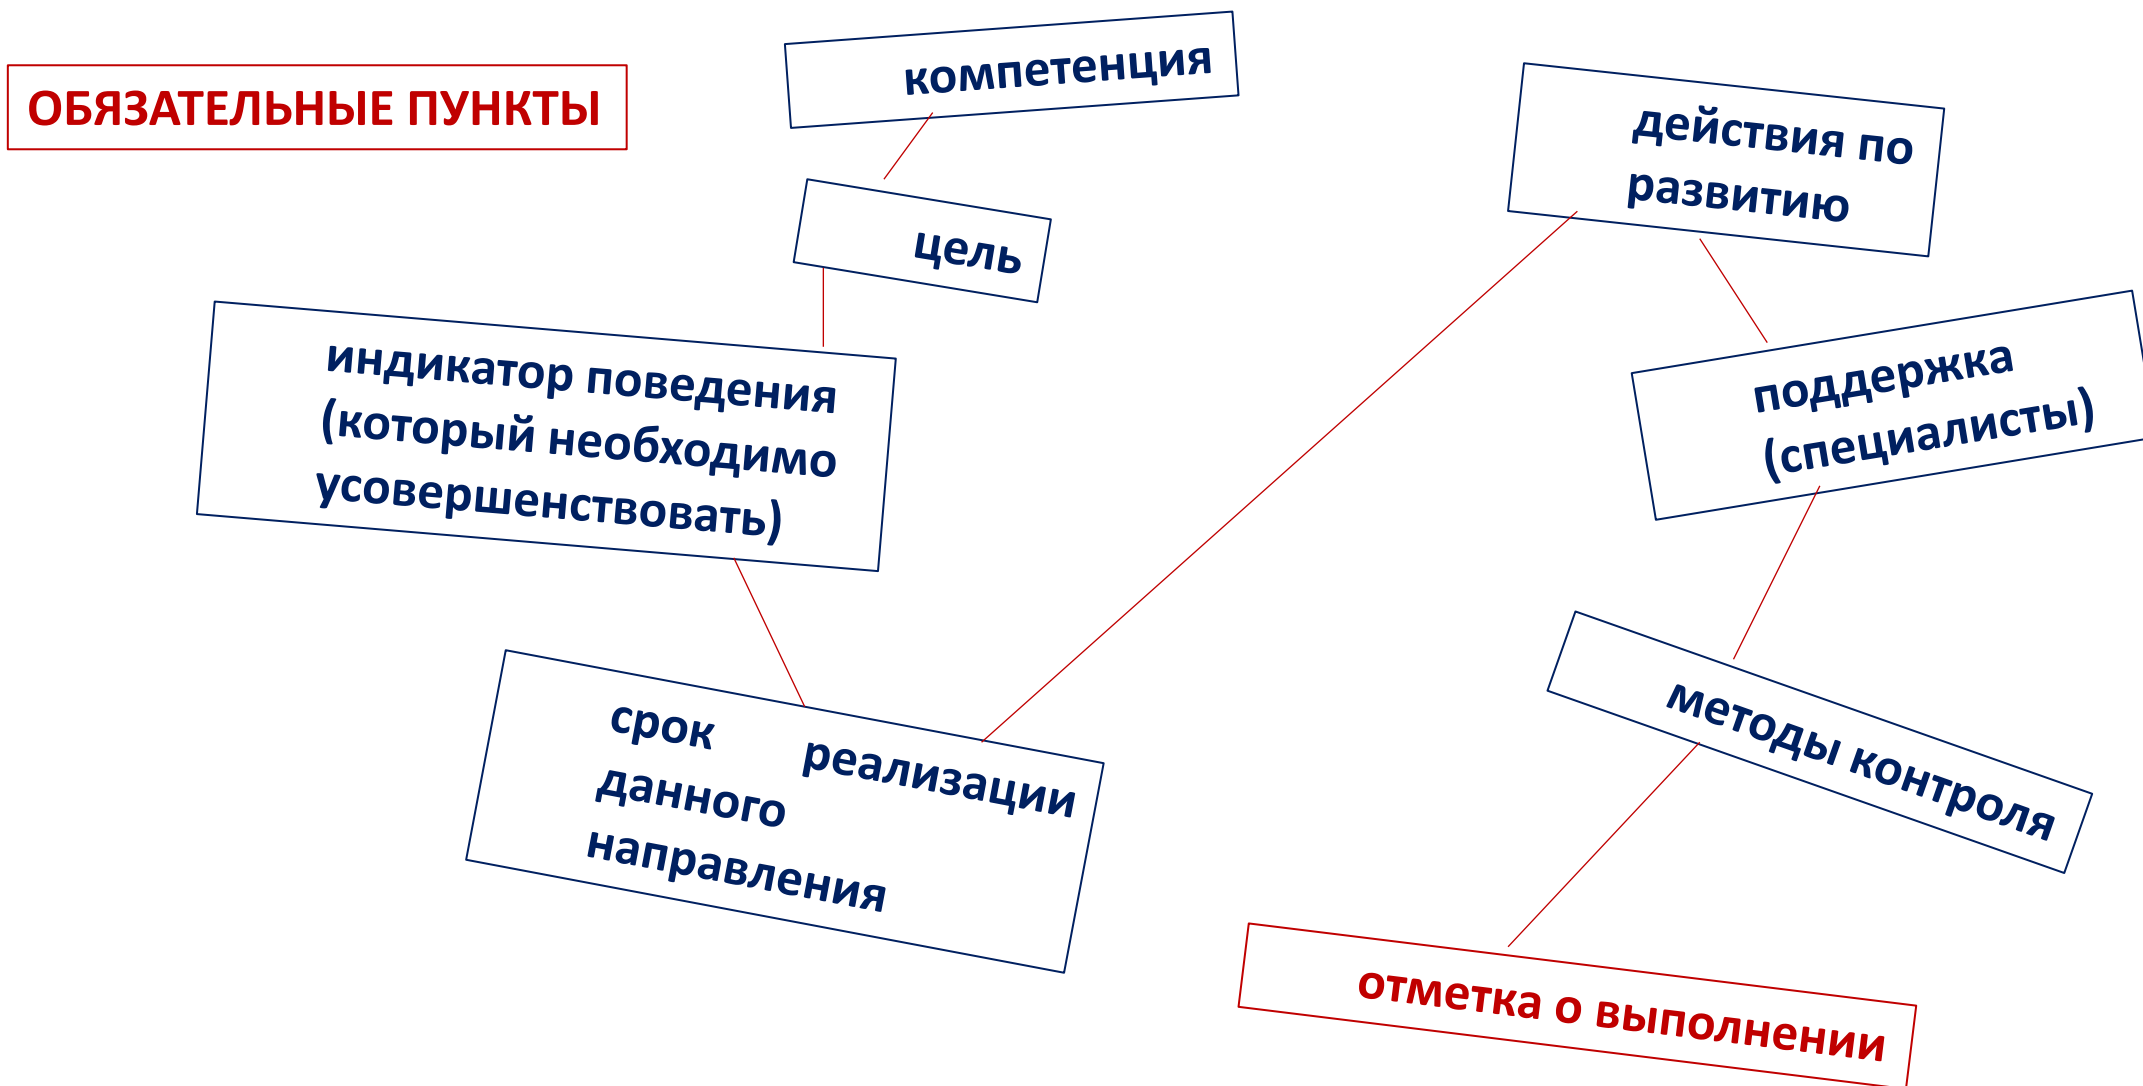 ОБЯЗАТЕЛЬНЫЕ ПУНКТЫ
компетенция
цель
индикатор поведения
(который необходимо
усовершенствовать)
срок реализации
данного
направления
действия по
развитию
поддержка
(специалисты)
методы контроля
отметка о выполнении